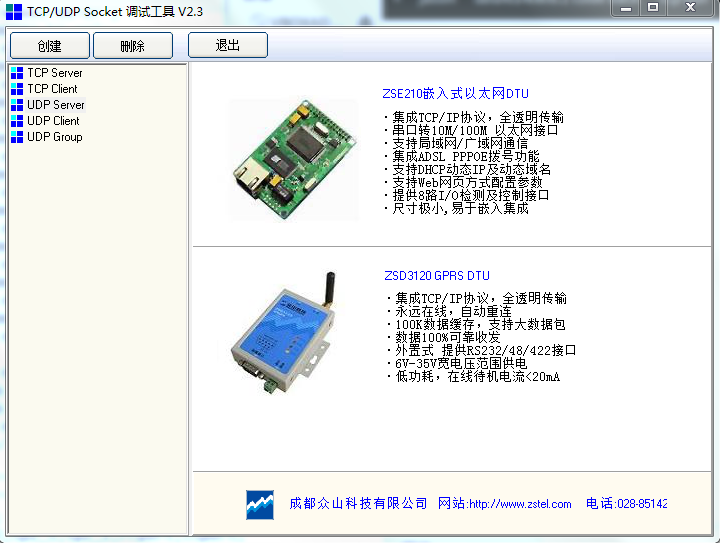 TCP/UDP Socket 调试工具 V2.3
创建 删除 退出
TCP Server
TCP Client
UDP Server
UDP Client
UDP Group
ZSE210嵌入式以太网DTU
·集成TCP/IP协议，全透明传输
·串口转10M/100M 以太网接口
·支持局域网/广域网通信
·集成ADSL PPPOE拨号功能
·支持DHCP动态IP及动态域名
·支持Web网页方式配置参数
·提供8路I/O检测及控制接口
·尺寸极小,易于嵌入集成
ZSD3120 GPRS DTU
·集成TCP/IP协议，全透明传输
·永远在线，自动重连
·100K数据缓存，支持大数据包
·数据100%可靠收发
·外置式 提供RS232/48/422接口
·6V-35V宽电压范围供电
·低功耗，在线待机电流<20mA
成都众山科技有限公司 网站:http://www.zstel.com 电话:028-85142